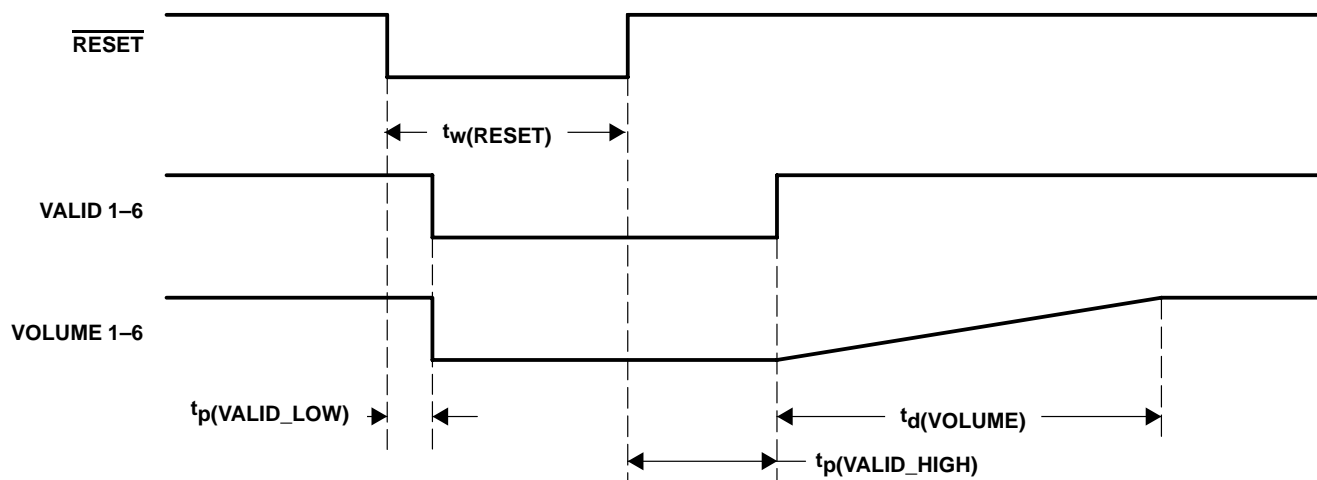 RESET
tw(RESET)
VALID 1–6
VOLUME 1–6
tp(VALID_LOW)
td(VOLUME)
tp(VALID_HIGH)